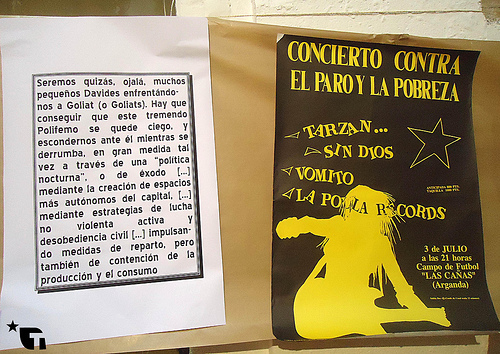 Seremos quizás, ojalá, muchos
pequeños Davides enfrentándo-
nos a Goliat (o Goliats). Hay que
conseguir que este tremendo
Polifemo se quede ciego, y
escondernos ante él mientras se
derrumba, en gran medida tal
vez a través de una "política
nocturna", o de éxodo [...]
mediante la creación de espacios
más autónomos del capital, [...]
mediante estrategias de lucha
no violenta activa y
desobediencia civil [...] impulsan-
do medidas de reparto, pero
también de contención de la
producción y el consumo
CONCIERTO CONTRA
EL PARO Y LA POBREZA
TARZAN...
SIN DIOS
VOMITO
LA POLLA RECORDS
3 de JULIO
a las 21 horas
Campo de Futbol
"LAS CAÑAS"
(Arganda)